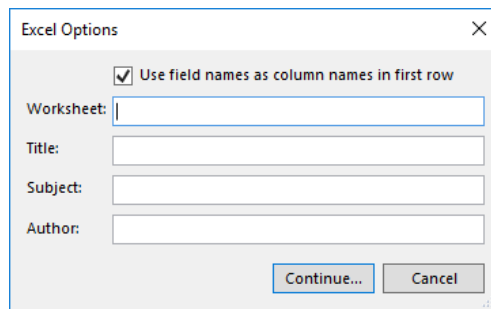 Excel Options
Use field names as column names in first row
Worksheet:
Title:
Subject:
Author:
Continue... Cancel